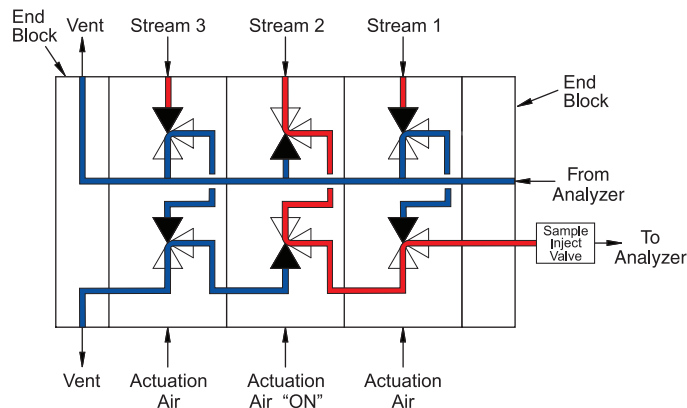 End
Block
Vent
Stream 3
Stream 2
Stream 1
End
Block
From
Analyzer
Sample
Inject
Valve
To
Analyzer
Vent
Actuation
Air
Actuation
Air "ON"
Actuation
Air